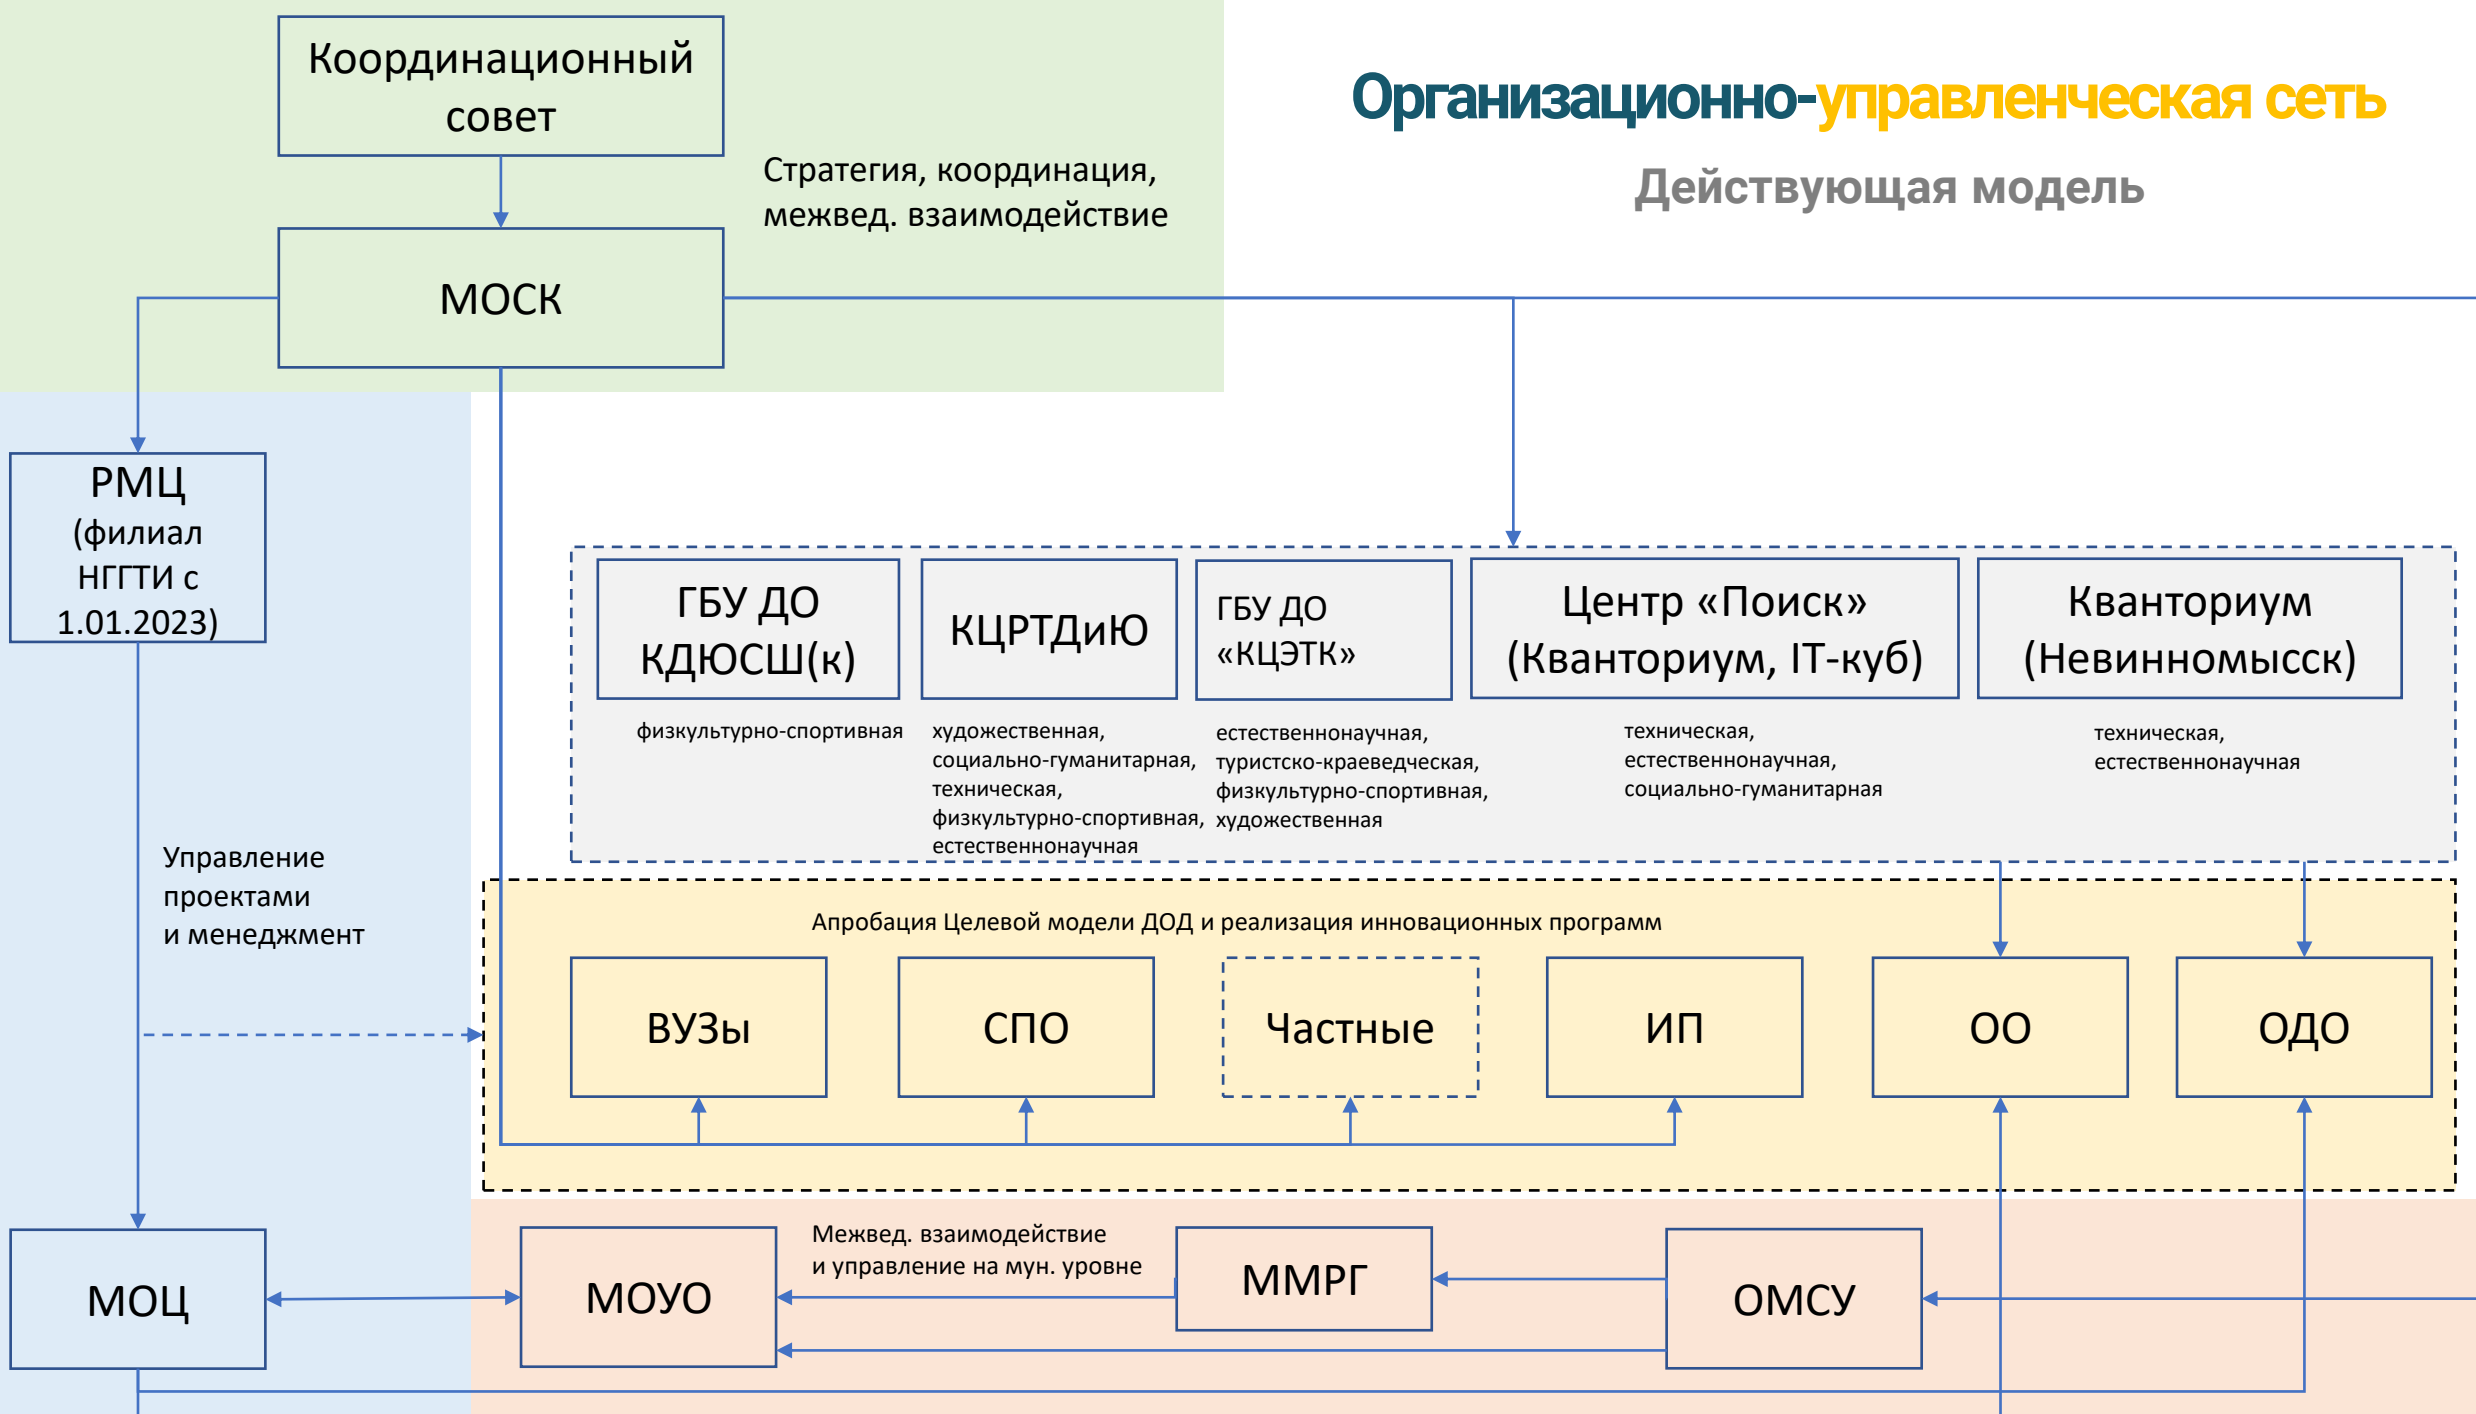 Координационный
совет
Организационно-управленческая сеть
Действующая модель
Стратегия, координация,
межвед. взаимодействие
МОСК
РМЦ
(филиал
НГГТИ с
1.01.2023)
ГБУ ДО
КДЮСШ(к)
КЦРТДиЮ
ГБУ ДО
«КЦЭТК»
Центр «Поиск»
(Кванториум, IT-куб)
Кванториум
(Невинномысск)
физкультурно-спортивная
художественная,
социально-гуманитарная,
техническая,
физкультурно-спортивная,
естественнонаучная
естественнонаучная,
туристско-краеведческая,
физкультурно-спортивная,
художественная
техническая,
естественнонаучная,
социально-гуманитарная
техническая,
естественнонаучная
Управление
проектами
и менеджмент
Апробация Целевой модели ДОД и реализация инновационных программ
ВУЗы
СПО
Частные
ИП
ОО
ОДО
МОЦ
МОУО
Межвед. взаимодействие
и управление на мун. уровне
ММРГ
ОМСУ